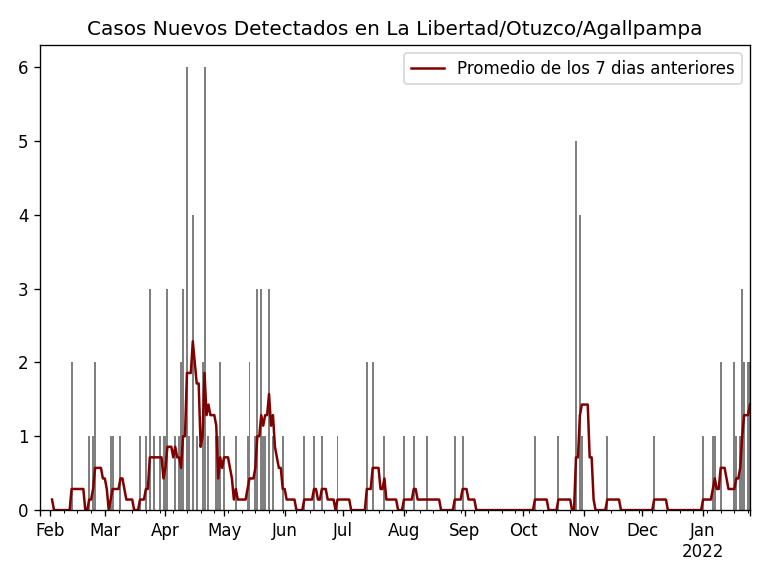 Casos Nuevos Detectados en La Libertad/Otuzco/Agallpampa
Promedio de los 7 dias anteriores
6
5
4
3
2
1
0
Feb Mar Apr May Jun Jul Aug Sep Oct Nov Dec Jan
2022